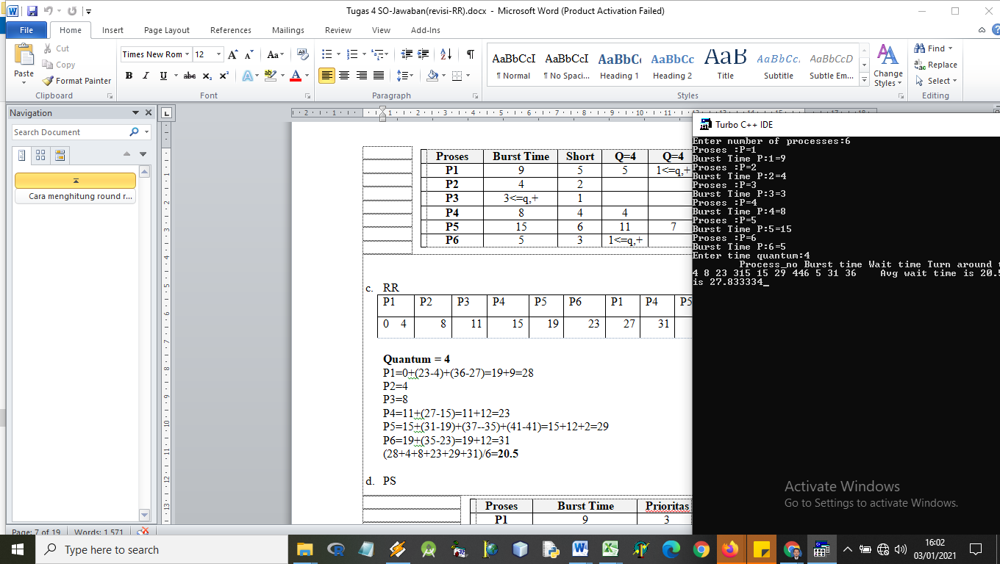 Tugas 4 SO-Jawaban(revisi-RR).docx - Microsoft Word (Product Activation Failed)
File Home Insert Page Layout References Mailings Review View Add-Ins
Paste
Cut
Copy
Format Painter
Clipboard
Times New Rom 12
B I U abc x₂ x²
Font
Paragraph
AaBbCcI AaBbCcI AaBbCc AaBbCc AaB AaBbCc. AaBbCcD
¶ Normal ¶ No Spaci... Heading 1 Heading 2 Title Subtitle Subtle Em...
Styles
Change Styles
Find
Replace
Select
Editing
Navigation
Search Document
Cara menghitung round r...
Proses Burst Time Short Q=4 Q=4
P1 9 5 5 1<=q,+
P2 4 2
P3 3<=q,+ 1
P4 8 4 4
P5 15 6 11 7
P6 5 3 1<=q,+
c. RR
P1 P2 P3 P4 P5 P6 P1 P4 P5
0 4 8 11 15 19 23 27 31
Quantum = 4
P1=0+(23-4)+(36-27)=19+9=28
P2=4
P3=8
P4=11+(27-15)=11+12=23
P5=15+(31-19)+(37--35)+(41-41)=15+12+2=29
P6=19+(35-23)=19+12=31
(28+4+8+23+29+31)/6=20.5
d. PS
Proses Burst Time Prioritas
P1 9 3
Turbo C++ IDE
Enter number of processes:6
Proses :P=1
Burst Time P:1=9
Proses :P=2
Burst Time P:2=4
Proses :P=3
Burst Time P:3=3
Proses :P=4
Burst Time P:4=8
Proses :P=5
Burst Time P:5=15
Proses :P=6
Burst Time P:6=5
Enter time quantum:4
Process_no Burst time Wait time Turn around t
4 8 23 315 15 29 446 5 31 36 Avg wait time is 20.5
is 27.833334_
Activate Windows
Go to Settings to activate Windows.
Page: 7 of 19 Words: 1,571
Type here to search
16:02
03/01/2021